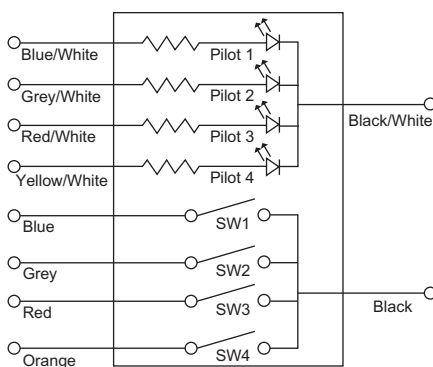 Blue/White
Pilot 1
Grey/White
Pilot 2
Black/White
Red/White
Pilot 3
Yellow/White
Pilot 4
Blue
SW1
Grey
SW2
Red
SW3
Black
Orange
SW4